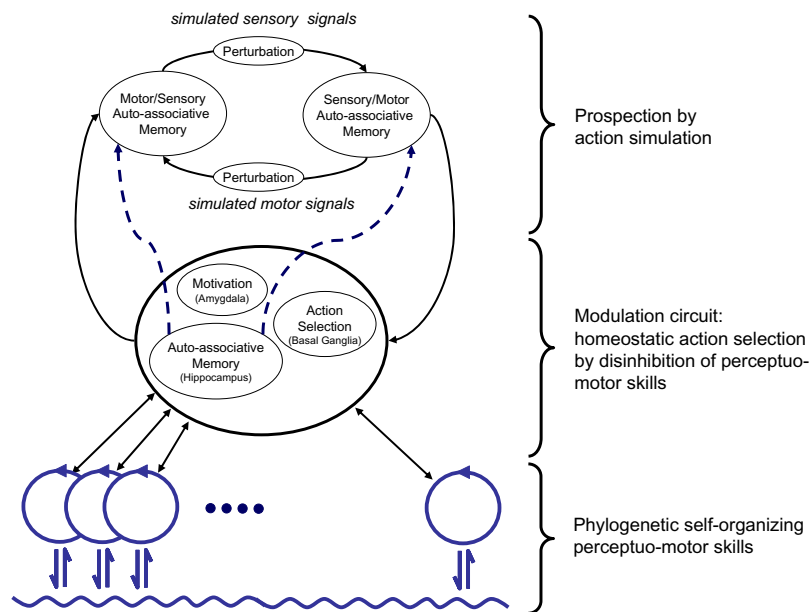 simulated sensory signals
Perturbation
Motor/Sensory
Auto-associative
Memory
Sensory/Motor
Auto-associative
Memory
Perturbation
simulated motor signals
Prospection by
action simulation
Motivation
(Amygdala)
Action
Selection
(Basal Ganglia)
Auto-associative
Memory
(Hippocampus)
Modulation circuit:
homeostatic action selection
by disinhibition of perceptuo-
motor skills
Phylogenetic self-organizing
perceptuo-motor skills